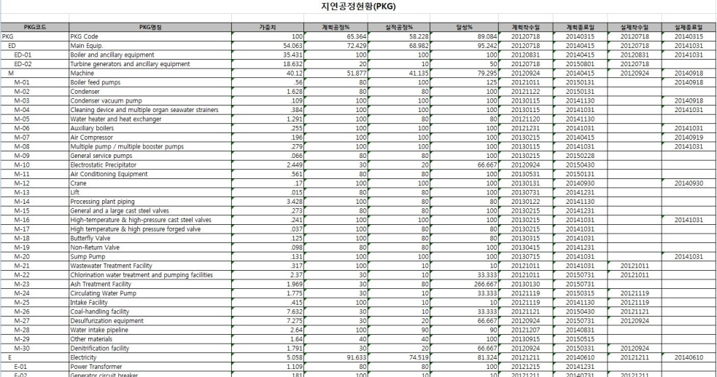 지연공정현황(PKG)
PKG코드 PKG명칭 가중치 계획공정% 실적공정% 달성% 계획착수일 계획종료일 실제착수일 실제종료일
PKG PKG Code 100 65.364 58.228 89.084 20120718 20140315 20120718 20140315
ED Main Equip. 54.063 72.429 68.982 95.242 20120718 20140415 20120718 20141031
ED-01 Boiler and ancillary equipment 35.431 100 100 100 20120831 20140415 20120831 20141031
ED-02 Turbine generators and ancillary equipment 18.632 20 10 50 20120718 20150801 20120718
M Machine 40.12 51.877 41.135 79.295 20120924 20140415 20120924 20140918
M-01 Boiler feed pumps .56 80 100 125 20121011 20150131 20140918
M-02 Condenser 1.628 80 80 100 20121122 20150131
M-03 Condenser vacuum pump .109 100 100 100 20130115 20141130 20140918
M-04 Cleaning device and multiple organ seawater strainers .384 100 100 100 20130115 20141031 20141031
M-05 Water heater and heat exchanger 1.291 100 80 80 20121120 20141130
M-06 Auxiliary boilers .255 100 100 100 20121231 20141031 20141031
M-07 Air Compressor .196 100 100 100 20130215 20140415 20140919
M-08 Multiple pump / multiple booster pumps .279 100 100 100 20130115 20141031 20141031
M-09 General service pumps .066 80 80 100 20130215 20150228
M-10 Electrostatic Precipitator 2.449 30 20 66.667 20120924 20150430
M-11 Air Conditioning Equipment .561 80 80 100 20130531 20150131
M-12 Crane .17 100 100 100 20130131 20140930 20140930
M-13 Lift .015 80 80 100 20130731 20141231
M-14 Processing plant piping 3.428 100 80 80 20130122 20141130
M-15 General and a large cast steel valves .273 80 80 100 20130215 20141231
M-16 High-temperature & high-pressure cast steel valves .241 100 100 100 20130215 20141031 20141031
M-17 High temperature & high pressure forged valve .037 100 80 80 20130215 20141031
M-18 Butterfly Valve .125 100 80 80 20130315 20141031
M-19 Non-Return Valve .098 80 80 100 20130415 20141231
M-20 Sump Pump .131 100 100 100 20130715 20141031 20141031
M-21 Wastewater Treatment Facility .317 100 10 10 20121011 20141031 20121011
M-22 Chlorination water treatment and pumping facilities 2.37 30 10 33.333 20121011 20150731 20121011
M-23 Ash Treatment Facility 1.969 30 80 266.667 20130130 20150731
M-24 Circulating Water Pump 1.775 30 10 33.333 20121119 20150315 20121119
M-25 Intake Facility .415 100 10 10 20121119 20141130 20121119
M-26 Coal-handling facility 7.632 30 10 33.333 20121121 20150430 20121121
M-27 Desulfurization equipment 7.275 30 20 66.667 20120924 20150731 20120924
M-28 Water intake pipeline 2.64 100 90 90 20121207 20140831
M-29 Other materials 1.64 40 40 100 20130915 20150515
M-30 Denitrification facility 1.791 30 20 66.667 20120924 20150331 20120924
E Electricity 5.058 91.633 74.519 81.324 20121211 20140610 20121211 20140610
E-01 Power Transformer 1.109 80 80 100 20121215 20141231
E-02 Generator circuit breaker .181 100 10 10 20121211 20140731 20121211